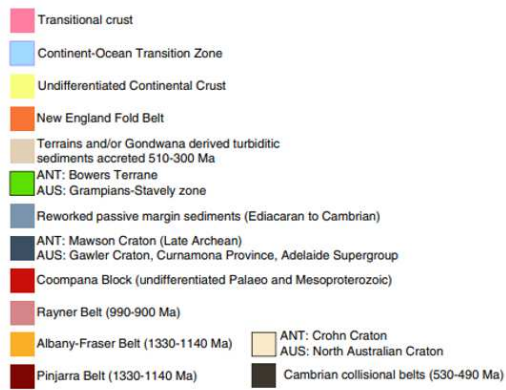 Transitional crust
Continent-Ocean Transition Zone
Undifferentiated Continental Crust
New England Fold Belt
Terrains and/or Gondwana derived turbiditic
sediments accreted 510-300 Ma
ANT: Bowers Terrane
AUS: Grampians-Stavely zone
Reworked passive margin sediments (Ediacaran to Cambrian)
ANT: Mawson Craton (Late Archean)
AUS: Gawler Craton, Curnamona Province, Adelaide Supergroup
Coompana Block (undifferentiated Palaeo and Mesoproterozoic)
Rayner Belt (990-900 Ma)
Albany-Fraser Belt (1330-1140 Ma)
Pinjarra Belt (1330-1140 Ma)
ANT: Crohn Craton
AUS: North Australian Craton
Cambrian collisional belts (530-490 Ma)